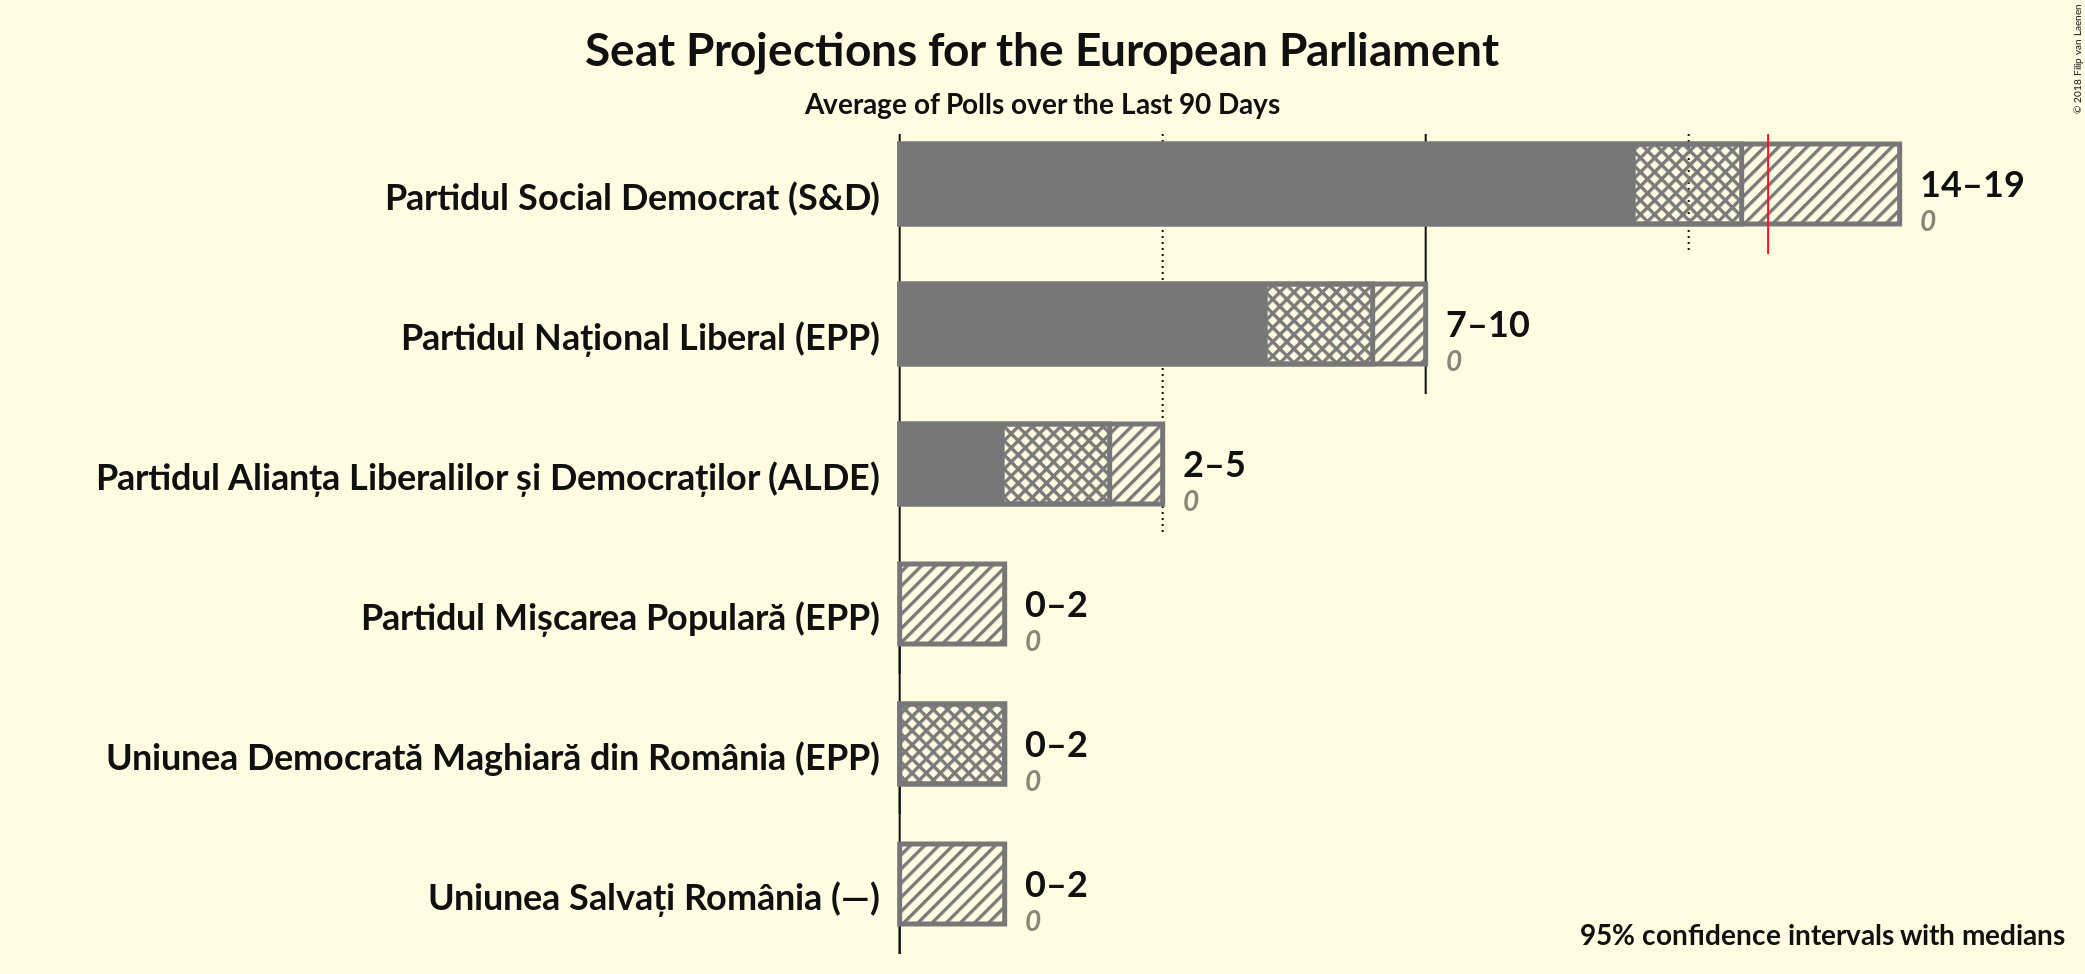 Seat Projections for the European Parliament
Average of Polls over the Last 90 Days
© 2018 Filip van Laenen
Partidul Social Democrat (S&D)
14–19
0
Partidul Național Liberal (EPP)
7–10
0
Partidul Alianța Liberalilor și Democraților (ALDE)
2–5
0
Partidul Mișcarea Populară (EPP)
0–2
0
Uniunea Democrată Maghiară din România (EPP)
0–2
0
Uniunea Salvați România (—)
0–2
0
95% confidence intervals with medians